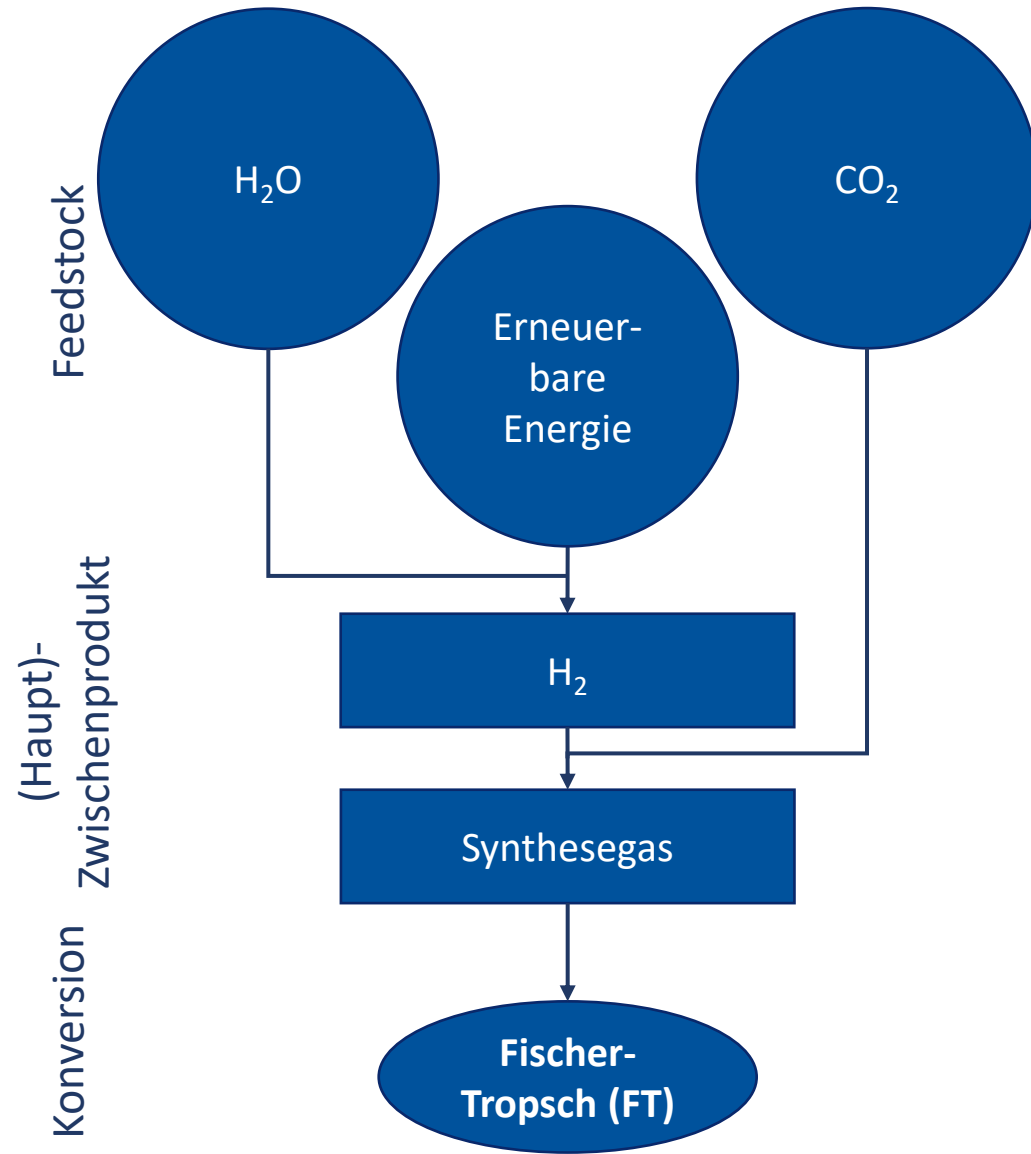 Feedstock
H₂O
CO₂
Erneuer-
bare
Energie
(Haupt)-
Zwischenprodukt
H₂
Synthesegas
Konversion
Fischer-
Tropsch (FT)